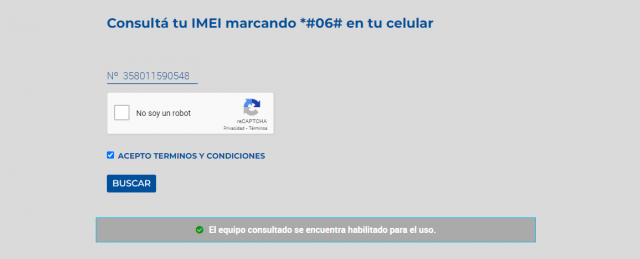 Consultá tu IMEI marcando *#06# en tu celular
Nº 358011590548
No soy un robot
reCAPTCHA
Privacidad - Términos
ACEPTO TERMINOS Y CONDICIONES
BUSCAR
El equipo consultado se encuentra habilitado para el uso.